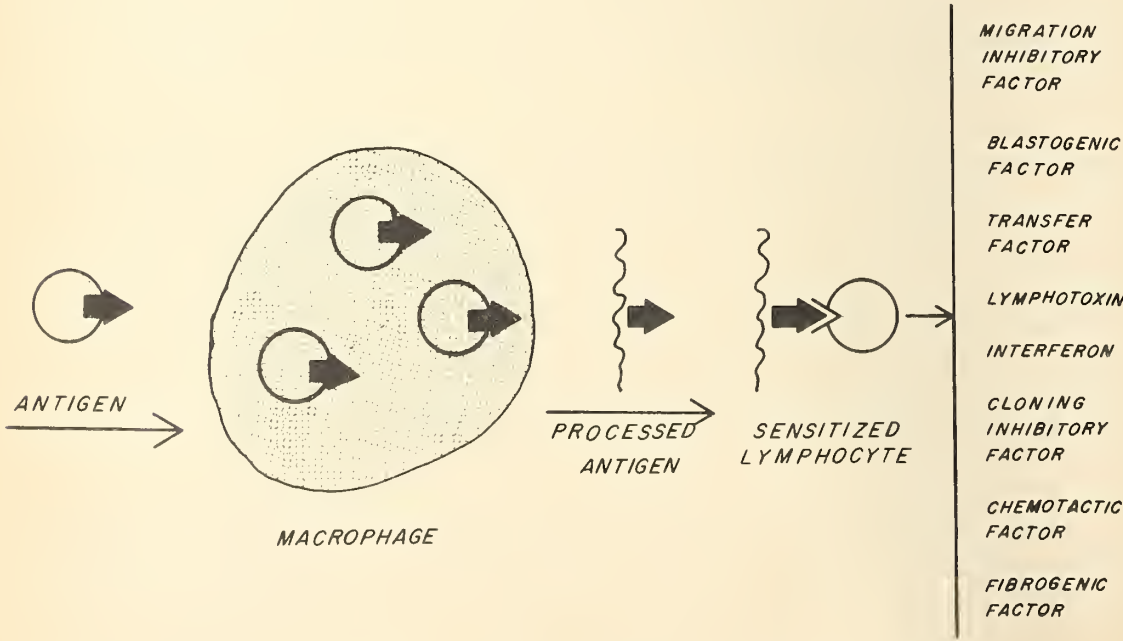 ANTIGEN
MACROPHAGE
PROCESSED
ANTIGEN
SENSITIZED
LYMPHOCYTE
MIGRATION
INHIBITORY
FACTOR
BLASTOGENIC
FACTOR
TRANSFER
FACTOR
LYMPHOTOXIN
INTERFERON
CLONING
INHIBITORY
FACTOR
CHEMOTACTIC
FACTOR
FIBROGENIC
FACTOR